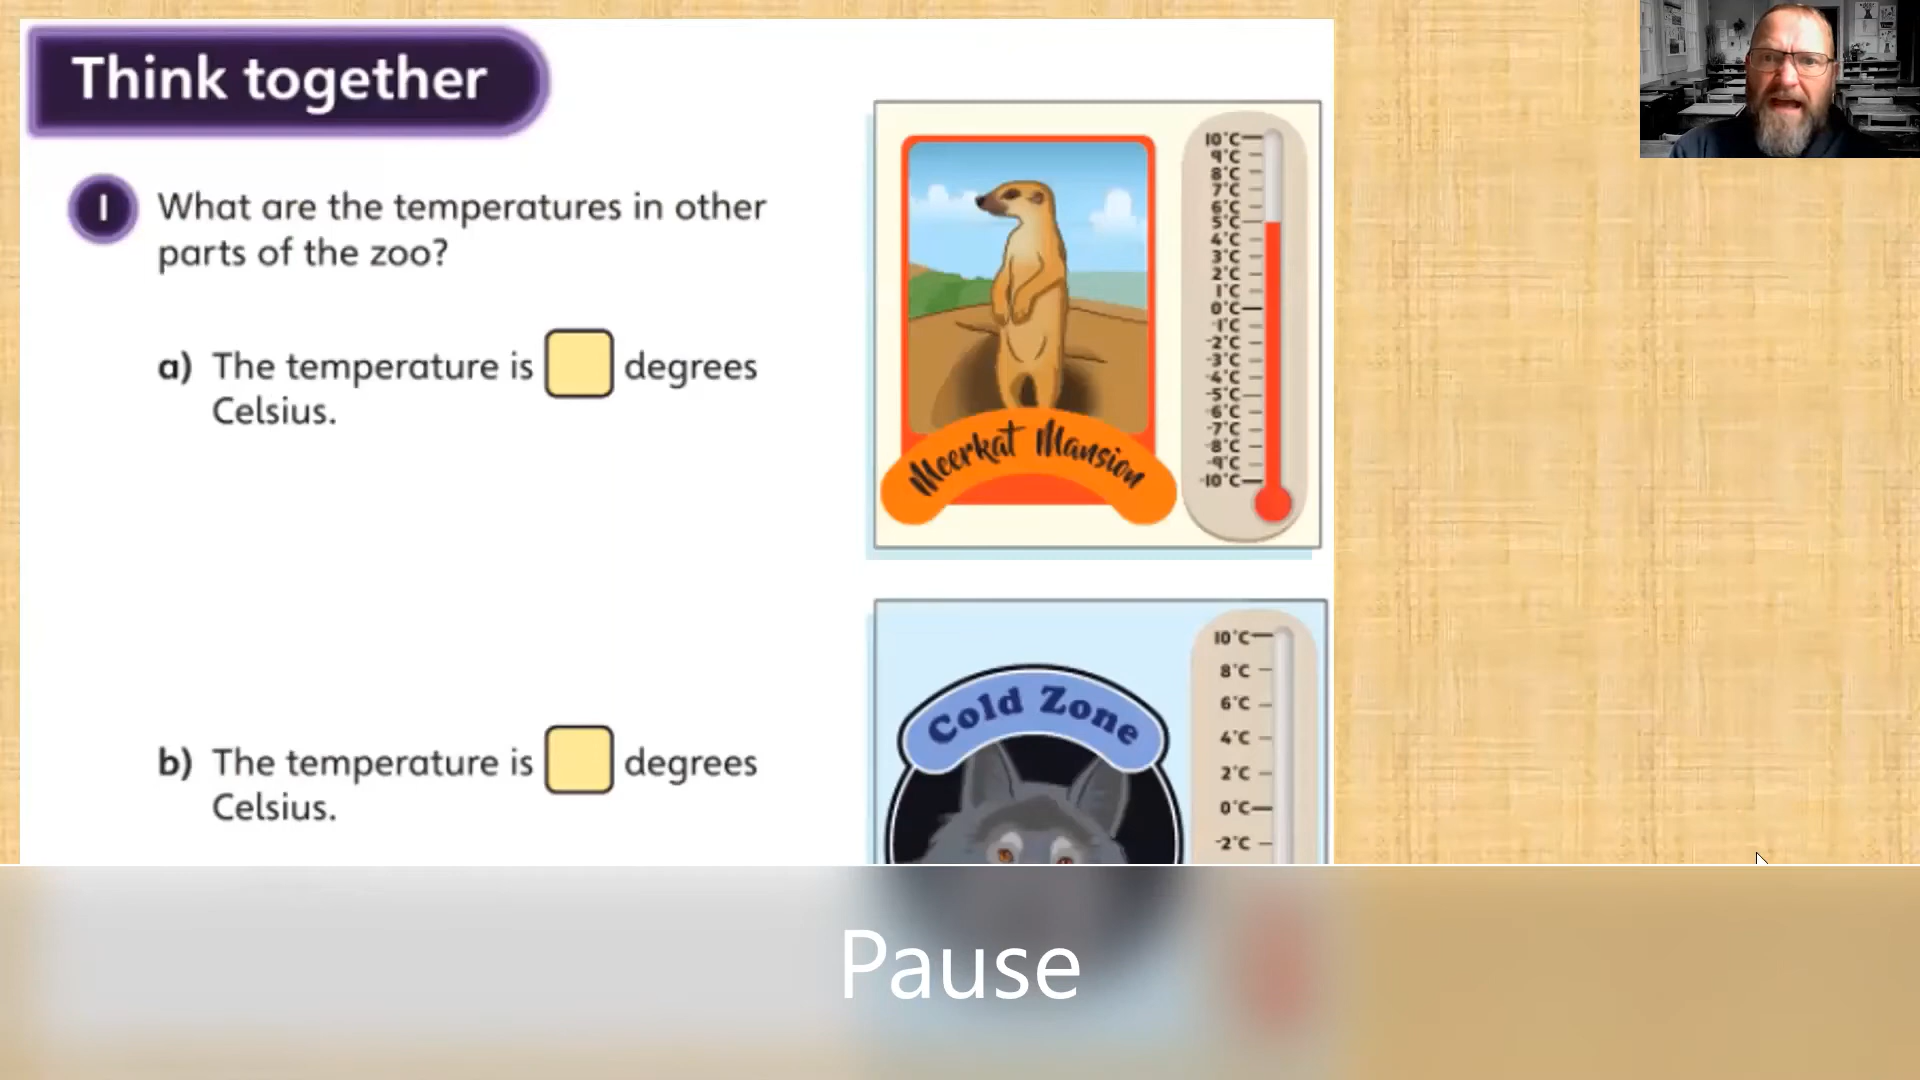 Think together
1 What are the temperatures in other
parts of the zoo?
a) The temperature is degrees
Celsius.
Meerkat Mansion
10°C
9°C
8°C
7°C
6°C
5°C
4°C
3°C
2°C
1°C
0°C
-1°C
-2°C
-3°C
-4°C
-5°C
-6°C
-7°C
-8°C
-9°C
-10°C
b) The temperature is degrees
Celsius.
Cold Zone
10°C
8°C
6°C
4°C
2°C
0°C
-2°C
Pause